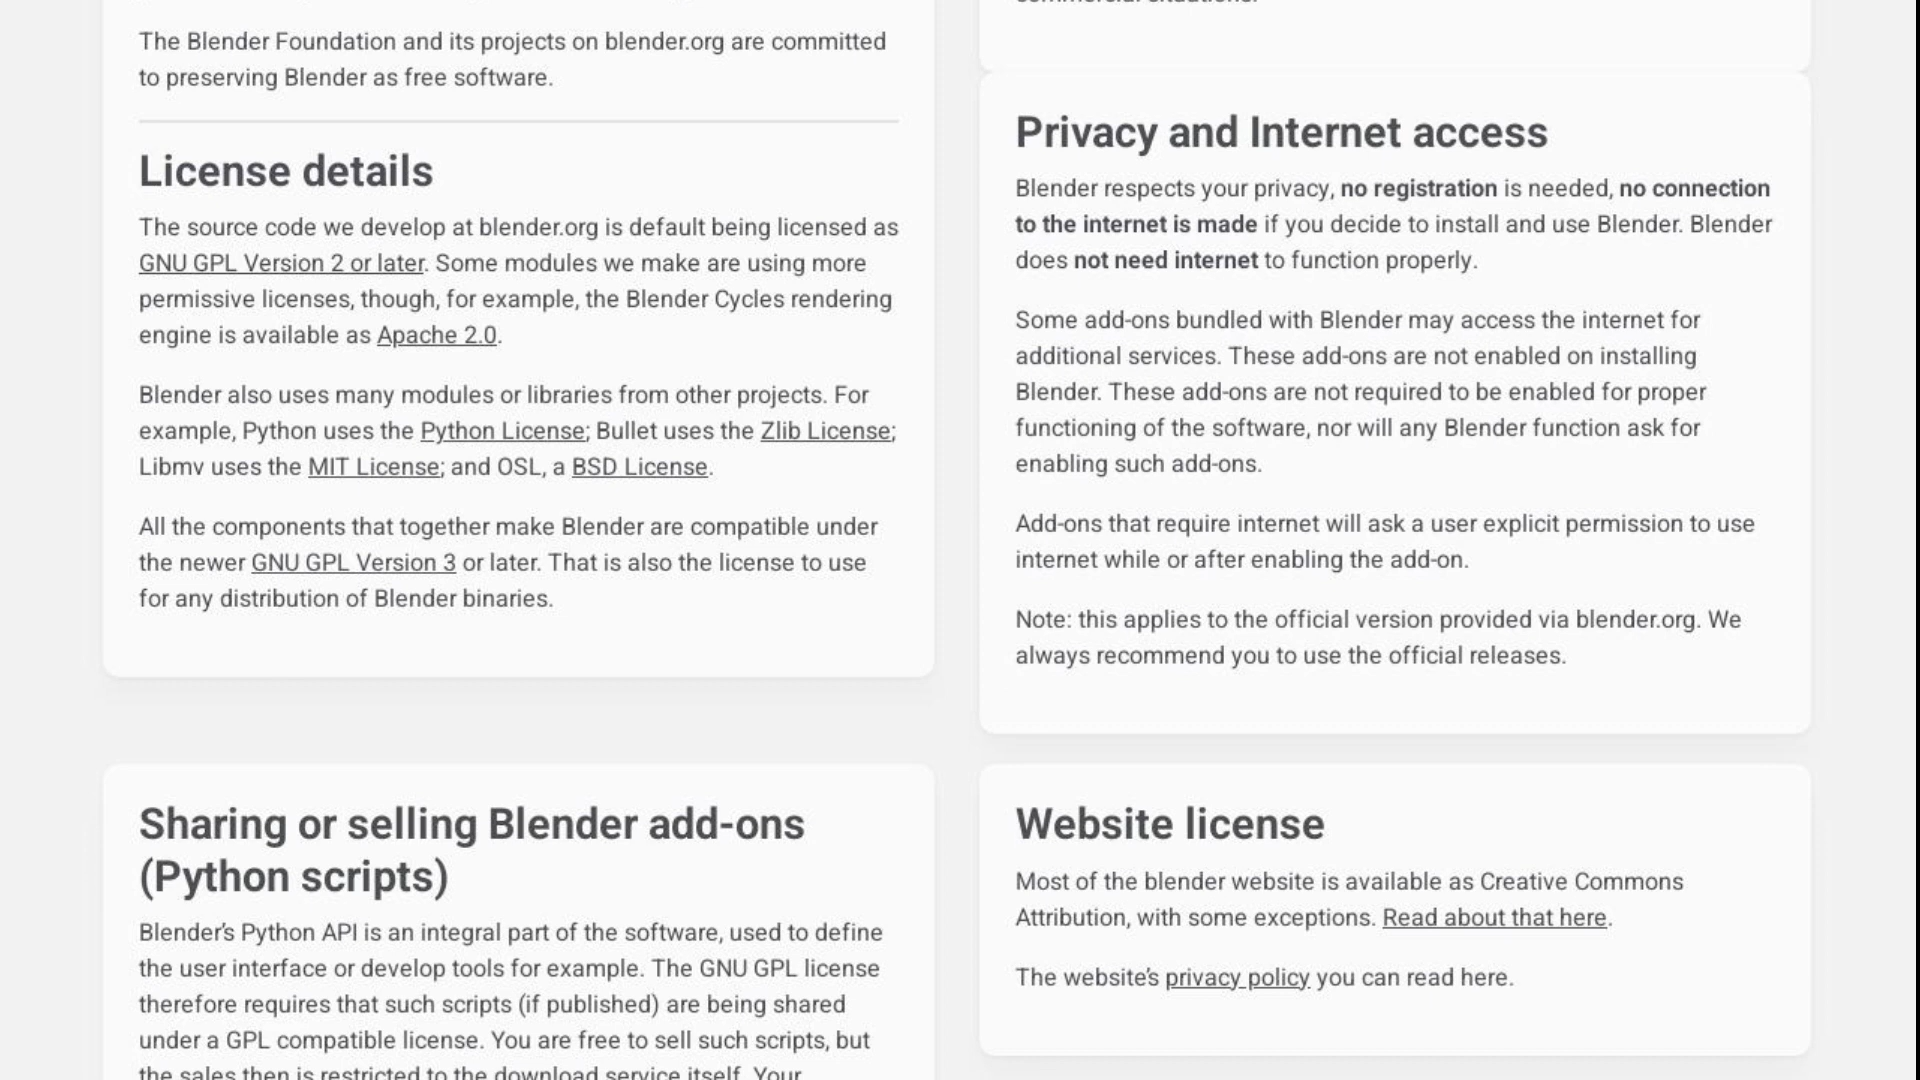 The Blender Foundation and its projects on blender.org are committed
to preserving Blender as free software.
License details
The source code we develop at blender.org is default being licensed as
GNU GPL Version 2 or later. Some modules we make are using more
permissive licenses, though, for example, the Blender Cycles rendering
engine is available as Apache 2.0.
Blender also uses many modules or libraries from other projects. For
example, Python uses the Python License; Bullet uses the Zlib License;
Libmv uses the MIT License; and OSL, a BSD License.
All the components that together make Blender are compatible under
the newer GNU GPL Version 3 or later. That is also the license to use
for any distribution of Blender binaries.
Sharing or selling Blender add-ons
(Python scripts)
Blender’s Python API is an integral part of the software, used to define
the user interface or develop tools for example. The GNU GPL license
therefore requires that such scripts (if published) are being shared
under a GPL compatible license. You are free to sell such scripts, but
the sales then is restricted to the download service itself. Your
commercial situations.
Privacy and Internet access
Blender respects your privacy, no registration is needed, no connection
to the internet is made if you decide to install and use Blender. Blender
does not need internet to function properly.
Some add-ons bundled with Blender may access the internet for
additional services. These add-ons are not enabled on installing
Blender. These add-ons are not required to be enabled for proper
functioning of the software, nor will any Blender function ask for
enabling such add-ons.
Add-ons that require internet will ask a user explicit permission to use
internet while or after enabling the add-on.
Note: this applies to the official version provided via blender.org. We
always recommend you to use the official releases.
Website license
Most of the blender website is available as Creative Commons
Attribution, with some exceptions. Read about that here.
The website’s privacy policy you can read here.